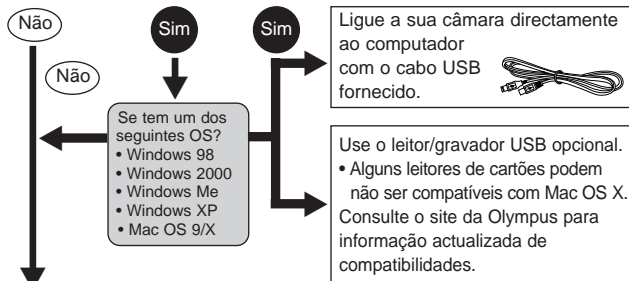 Não
Sim
Sim
Não
Se tem um dos
seguintes OS?
• Windows 98
• Windows 2000
• Windows Me
• Windows XP
• Mac OS 9/X
Ligue a sua câmara directamente
ao computador
com o cabo USB
fornecido.
Use o leitor/gravador USB opcional.
• Alguns leitores de cartões podem
não ser compatíveis com Mac OS X.
Consulte o site da Olympus para
informação actualizada de
compatibilidades.